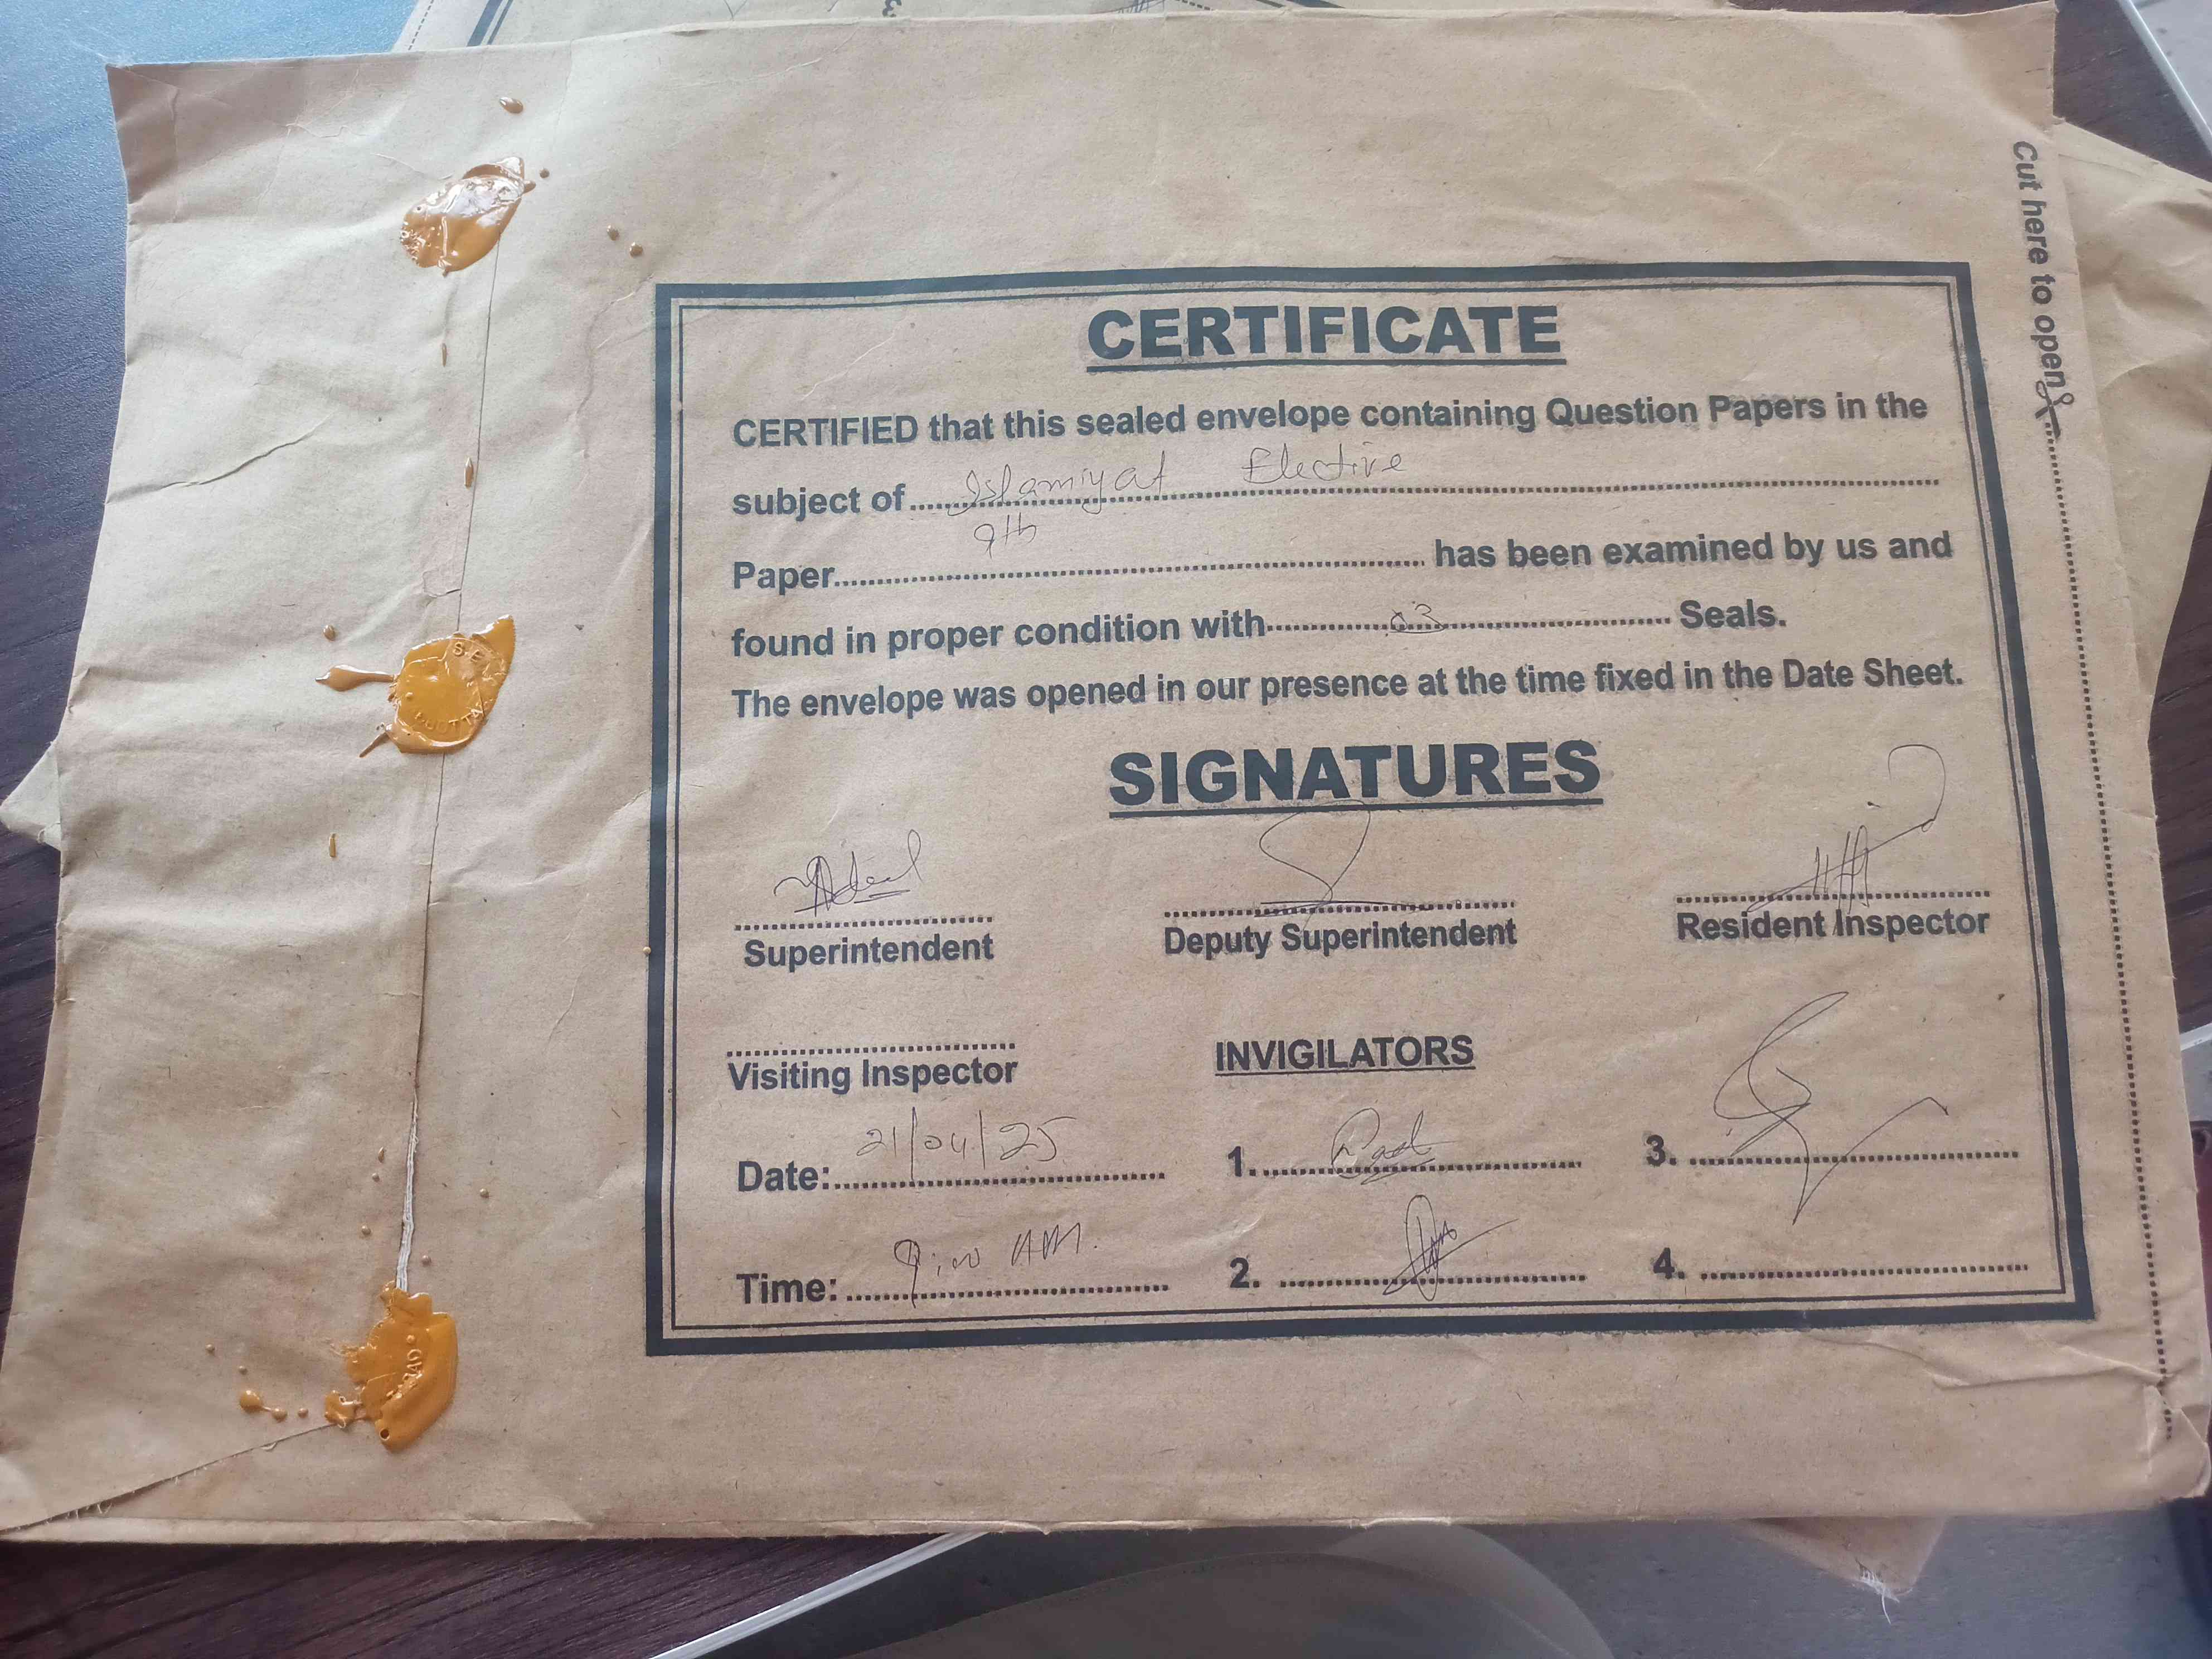 Cut here to open
CERTIFICATE
CERTIFIED that this sealed envelope containing Question Papers in the
subject of Islamiyat Elective
Paper 9th has been examined by us and
found in proper condition with 03 Seals.
The envelope was opened in our presence at the time fixed in the Date Sheet.
SIGNATURES
Adeel
Superintendent
Deputy Superintendent
Resident Inspector
Visiting Inspector
INVIGILATORS
Date: 21/04/25
1.
3.
Time: 9:00 AM.
2.
4.